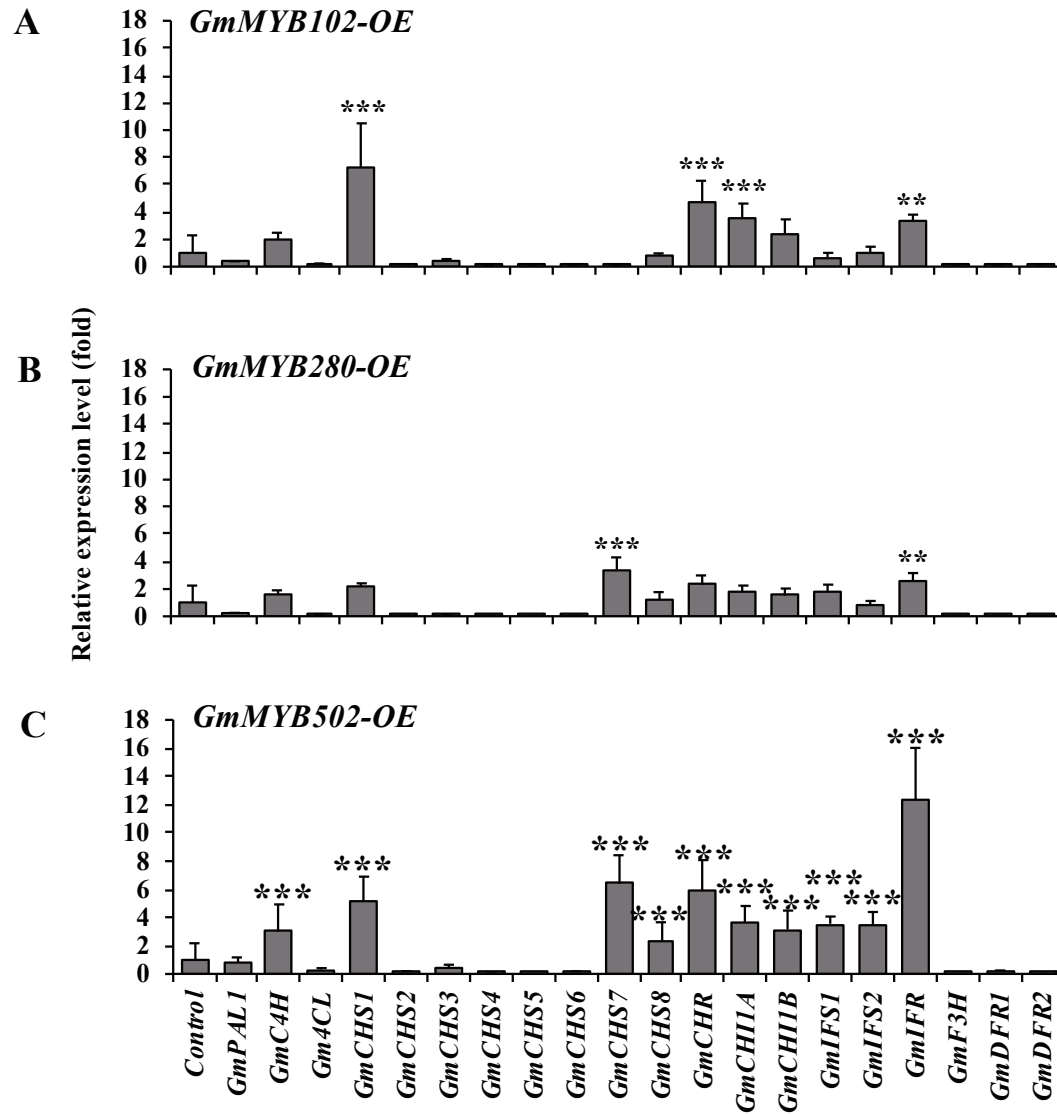 A
GmMYB102-OE
18
16
14
12
10
8
6
4
2
0
***
***
***
**
Relative expression level (fold)
B
GmMYB280-OE
18
16
14
12
10
8
6
4
2
0
***
**
C
GmMYB502-OE
18
16
14
12
10
8
6
4
2
0
***
***
***
***
***
***
***
***
***
***
Control
GmPAL1
GmC4H
Gm4CL
GmCHS1
GmCHS2
GmCHS3
GmCHS4
GmCHS5
GmCHS6
GmCHS7
GmCHS8
GmCHR
GmCHI1A
GmCHI1B
GmIFS1
GmIFS2
GmIFR
GmF3H
GmDFR1
GmDFR2